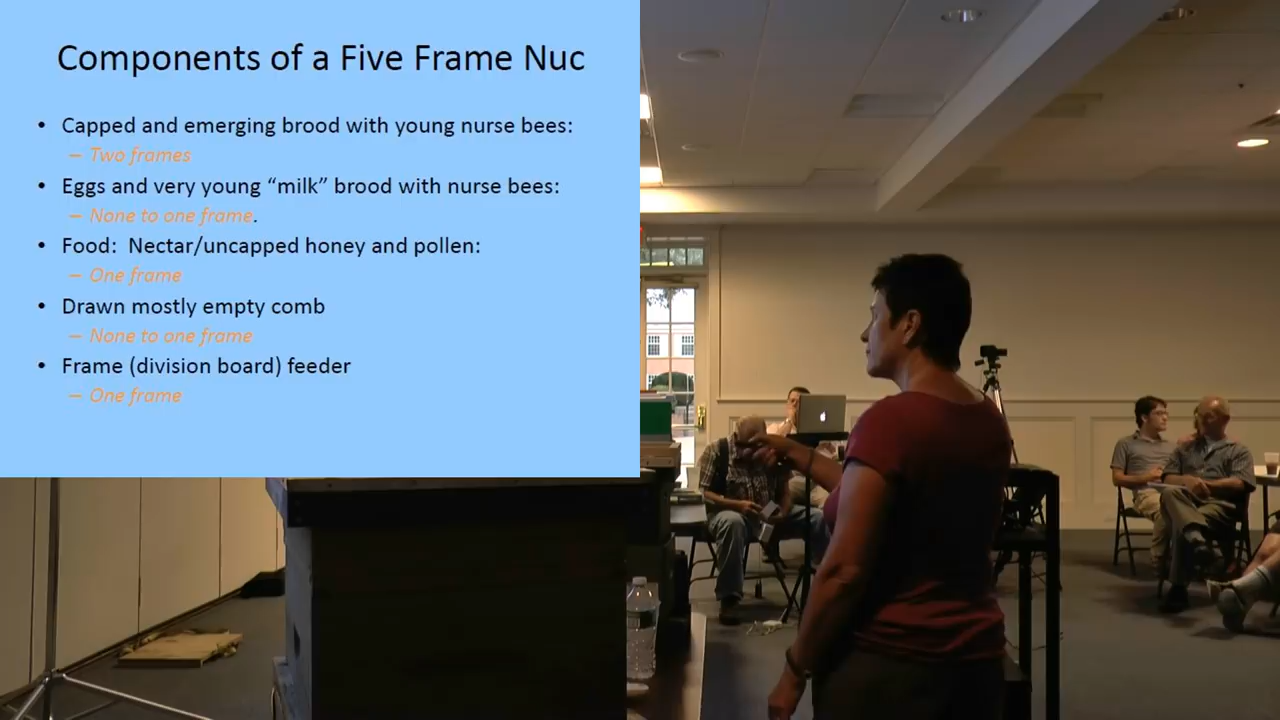 Components of a Five Frame Nuc
• Capped and emerging brood with young nurse bees:
– Two frames
• Eggs and very young “milk” brood with nurse bees:
– None to one frame.
• Food:  Nectar/uncapped honey and pollen:
– One frame
• Drawn mostly empty comb
– None to one frame
• Frame (division board) feeder
– One frame